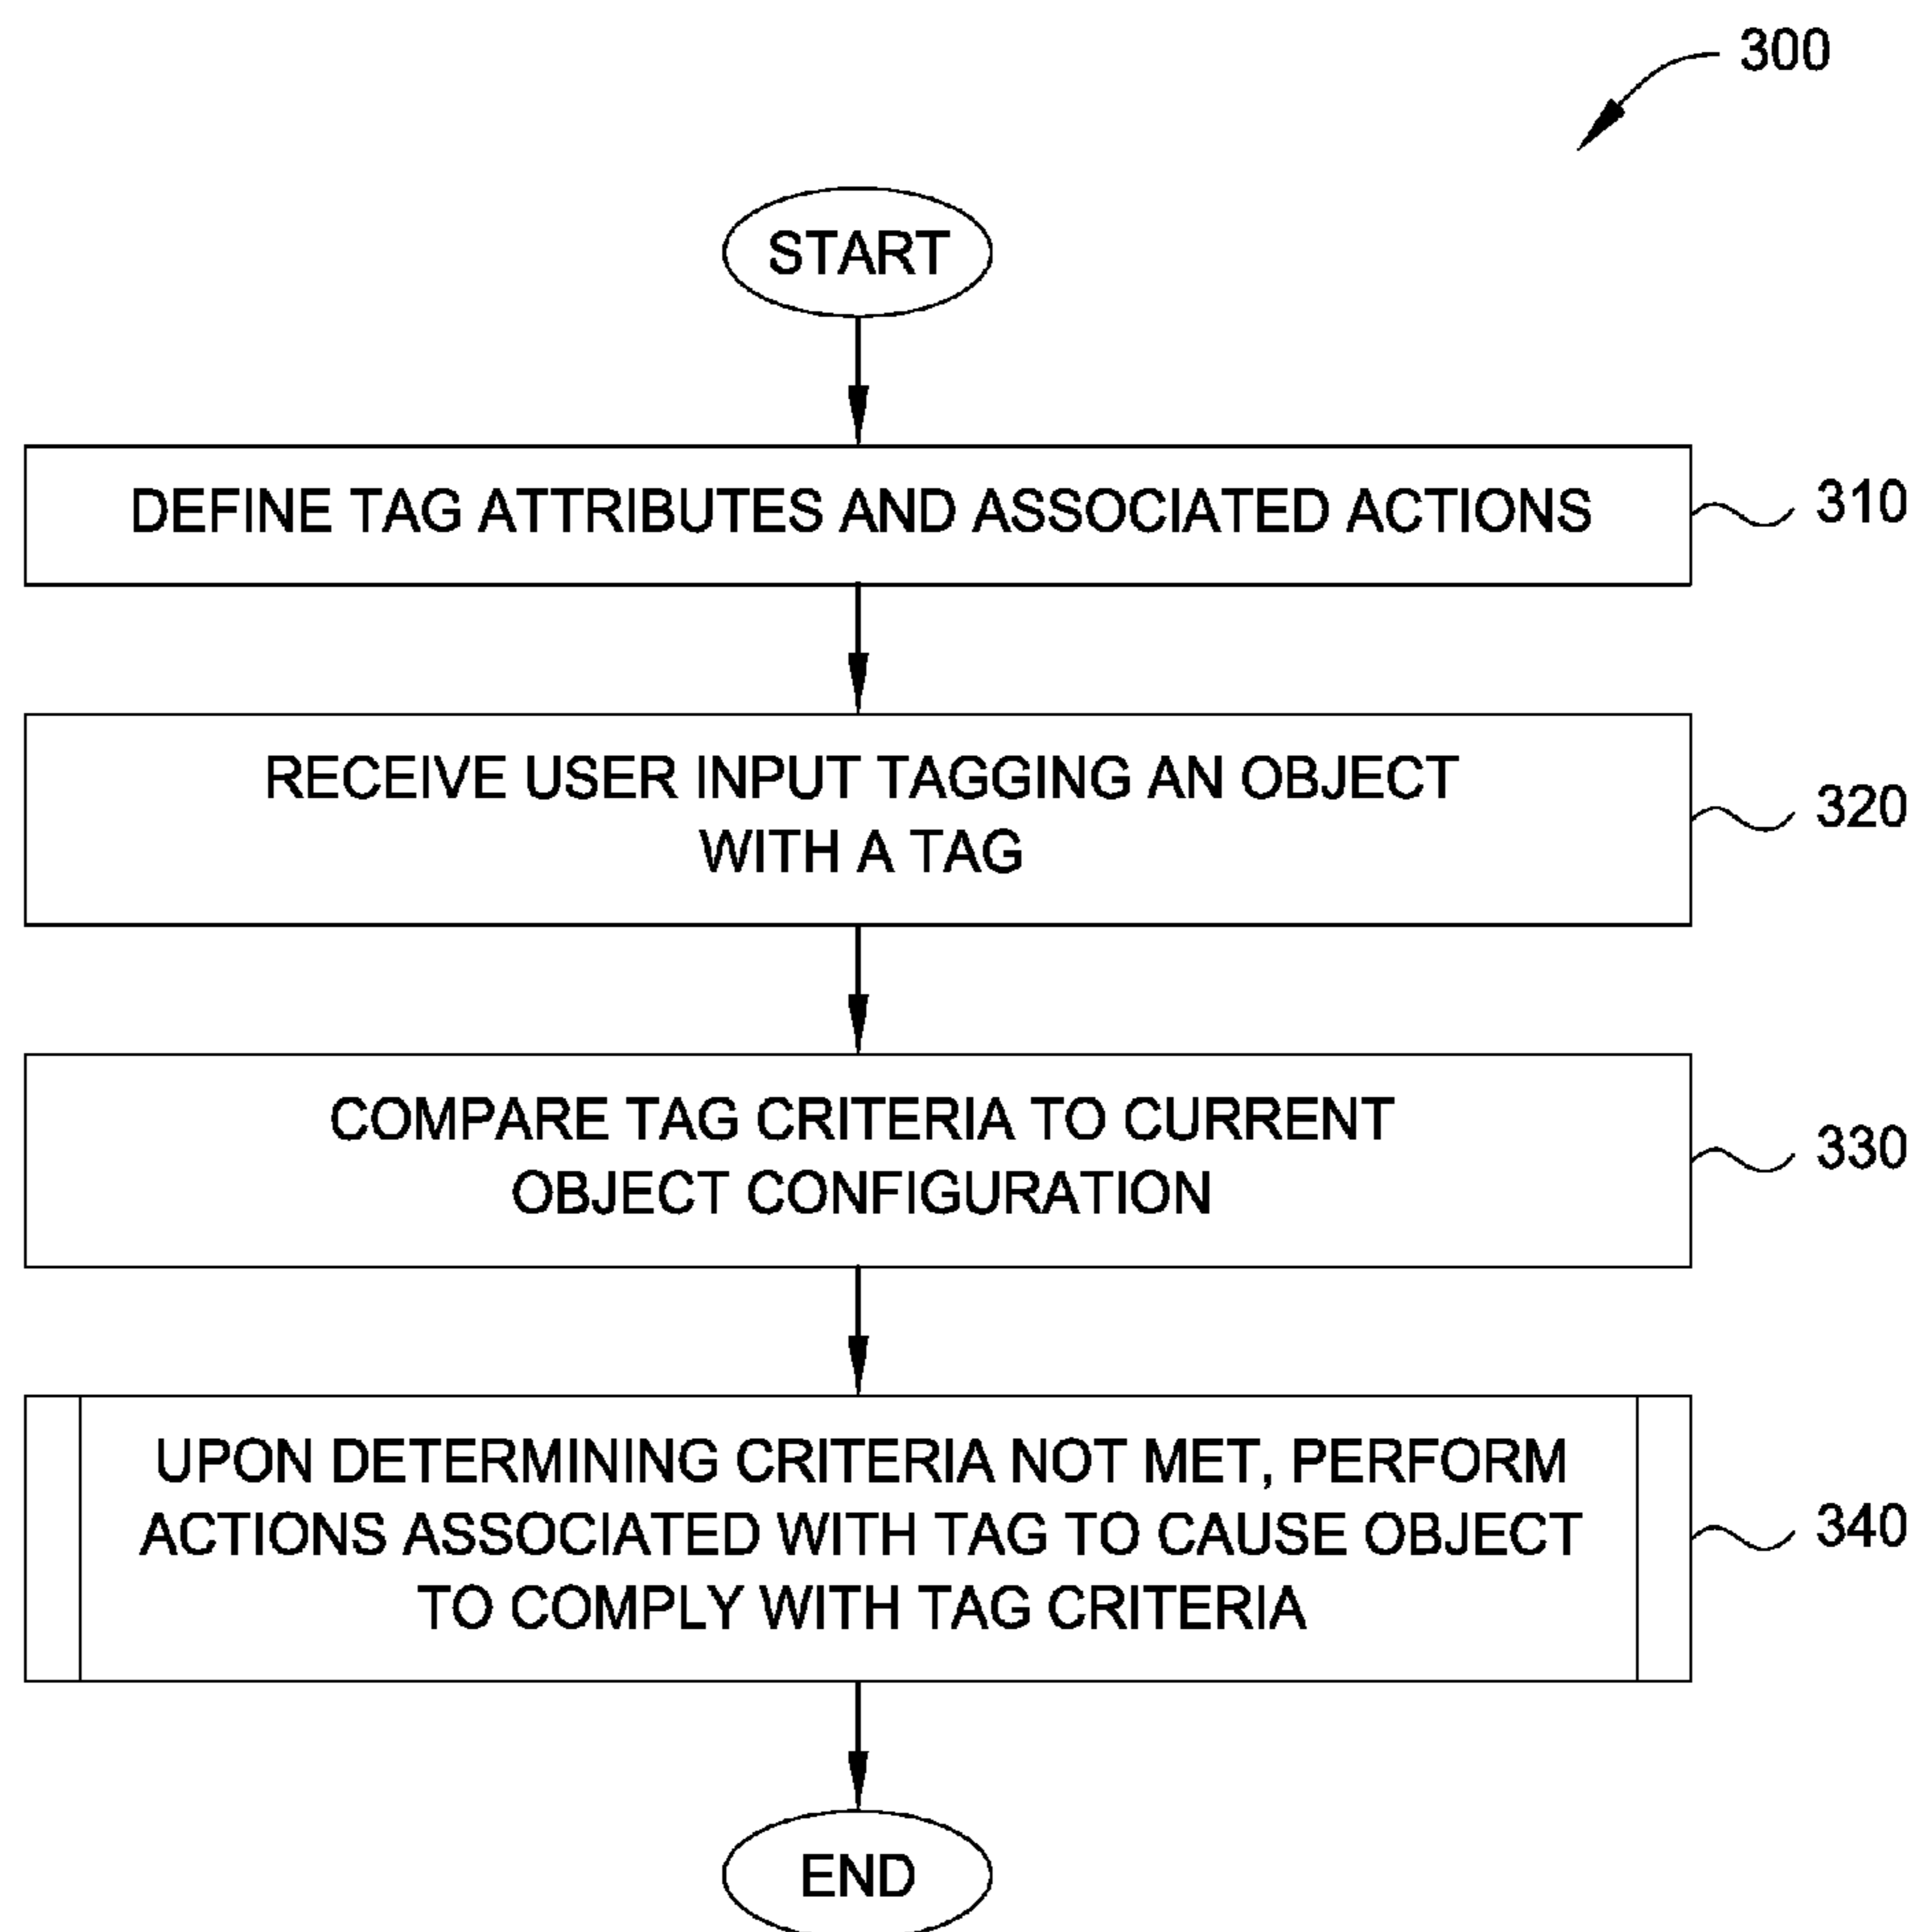 300
START
DEFINE TAG ATTRIBUTES AND ASSOCIATED ACTIONS
310
RECEIVE USER INPUT TAGGING AN OBJECT
WITH A TAG
320
COMPARE TAG CRITERIA TO CURRENT
OBJECT CONFIGURATION
330
UPON DETERMINING CRITERIA NOT MET, PERFORM
ACTIONS ASSOCIATED WITH TAG TO CAUSE OBJECT
TO COMPLY WITH TAG CRITERIA
340
END